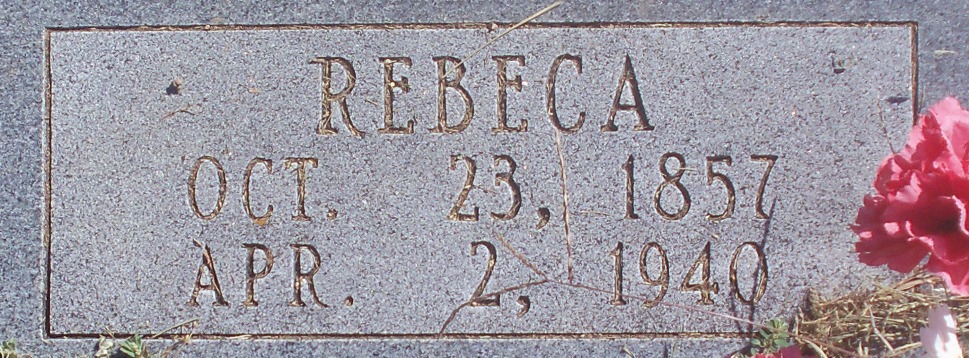 REBECA
OCT. 23, 1857
APR. 2, 1940